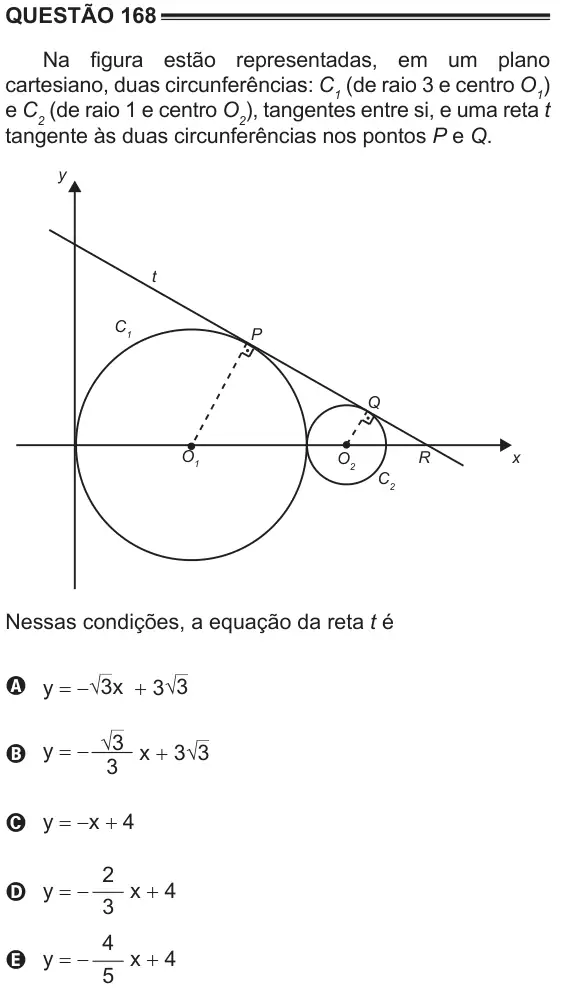 QUESTÃO 168
Na figura estão representadas, em um plano
cartesiano, duas circunferências: C₁ (de raio 3 e centro O₁)
e C₂ (de raio 1 e centro O₂), tangentes entre si, e uma reta t
tangente às duas circunferências nos pontos P e Q.
y
t
C₁
P
Q
O₁
O₂
R
x
C₂
Nessas condições, a equação da reta t é
A y = −√3x + 3√3
B y = −√3/3 x + 3√3
C y = −x + 4
D y = −2/3 x + 4
E y = −4/5 x + 4